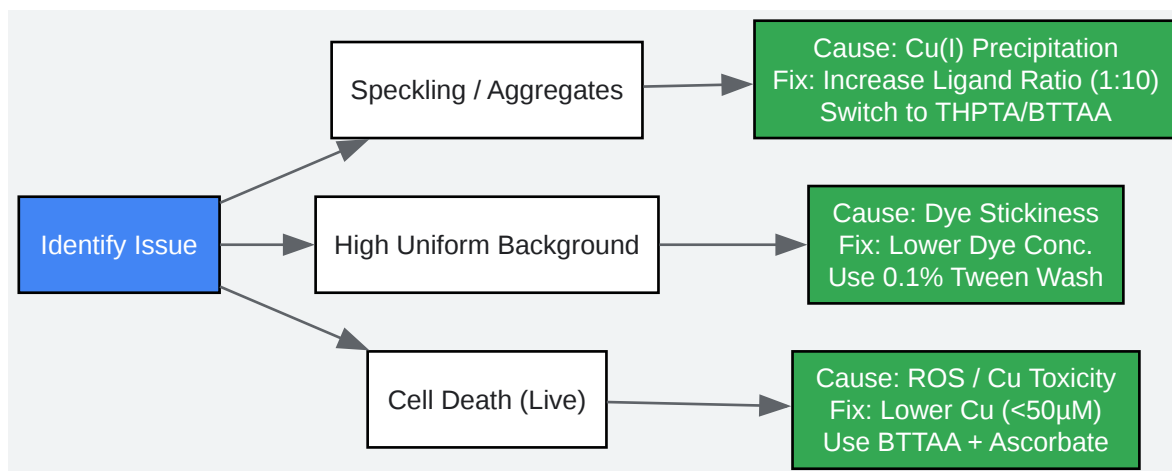 Identify Issue
Speckling / Aggregates
Cause: Cu(I) Precipitation
Fix: Increase Ligand Ratio (1:10)
Switch to THPTA/BTTAA
High Uniform Background
Cause: Dye Stickiness
Fix: Lower Dye Conc.
Use 0.1% Tween Wash
Cell Death (Live)
Cause: ROS / Cu Toxicity
Fix: Lower Cu (<50µM)
Use BTTAA + Ascorbate